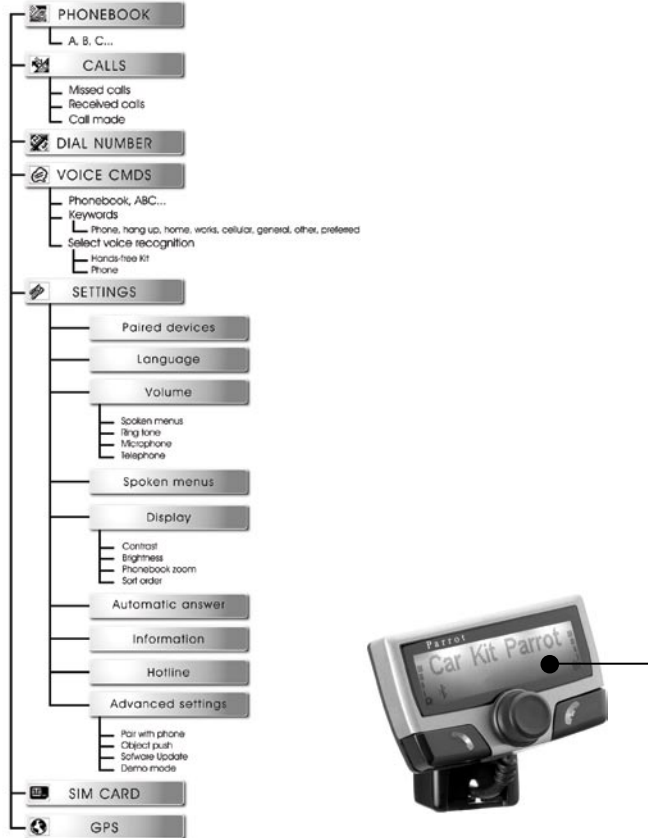 PHONEBOOK
A, B, C...
CALLS
Missed calls
Received calls
Call made
DIAL NUMBER
VOICE CMDS
Phonebook, ABC...
Keywords
Phone, hang up, home, works, cellular, general, other, preferred
Select voice recognition
Hands-free Kit
Phone
SETTINGS
Paired devices
Language
Volume
Spoken menus
Ring tone
Microphone
Telephone
Spoken menus
Display
Contrast
Brightness
Phonebook zoom
Sort order
Automatic answer
Information
Hotline
Advanced settings
Pair with phone
Object push
Sofware Update
Demo mode
SIM CARD
GPS
Parrot
Car Kit Parrot